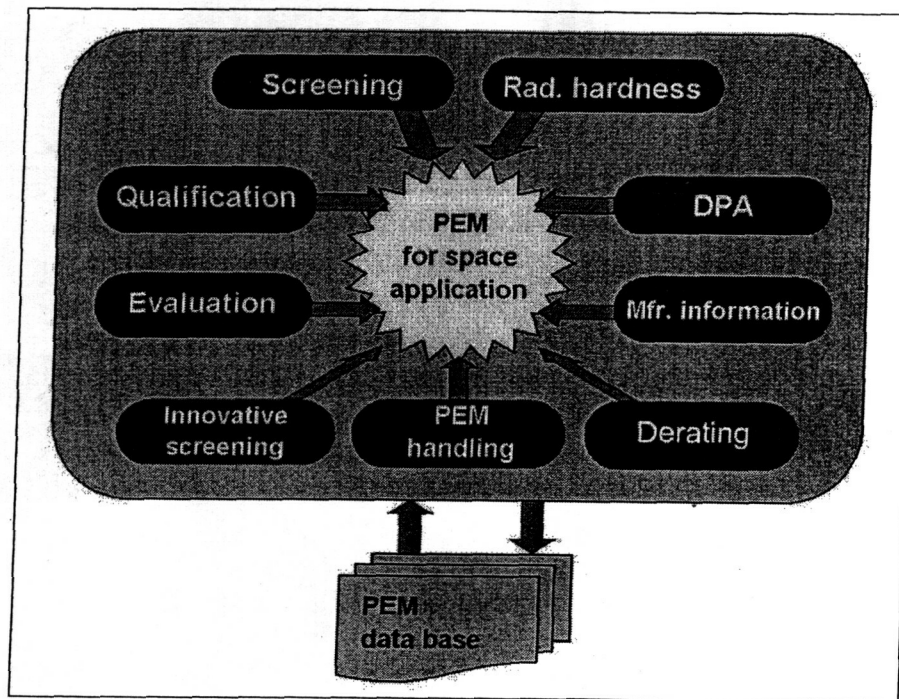 Screening
Rad. hardness
Qualification
PEM
for space
application
DPA
Evaluation
Mfr. information
Innovative
screening
PEM
handling
Derating
PEM
data base